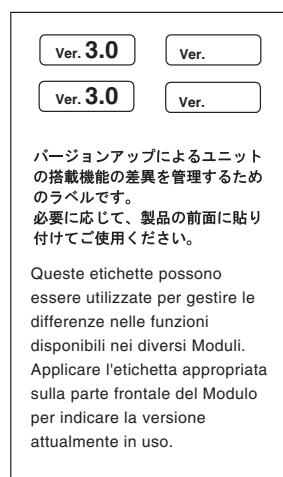 Ver. 3.0 Ver.
Ver. 3.0 Ver.
バージョンアップによるユニット
の搭載機能の差異を管理するため
のラベルです。
必要に応じて、製品の前面に貼り
付けてご使用ください。
Queste etichette possono
essere utilizzate per gestire le
differenze nelle funzioni
disponibili nei diversi Moduli.
Applicare l'etichetta appropriata
sulla parte frontale del Modulo
per indicare la versione
attualmente in uso.